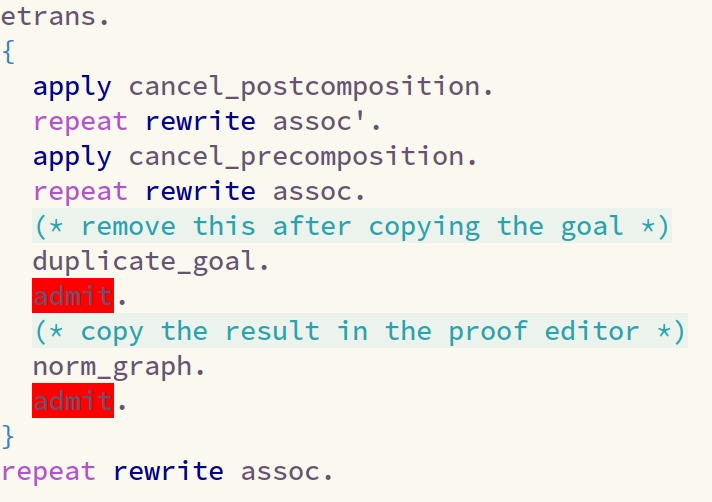 etrans.
{
  apply cancel_postcomposition.
  repeat rewrite assoc'.
  apply cancel_precomposition.
  repeat rewrite assoc.
  (* remove this after copying the goal *)
  duplicate_goal.
  admit.
  (* copy the result in the proof editor *)
  norm_graph.
  admit.
}
repeat rewrite assoc.